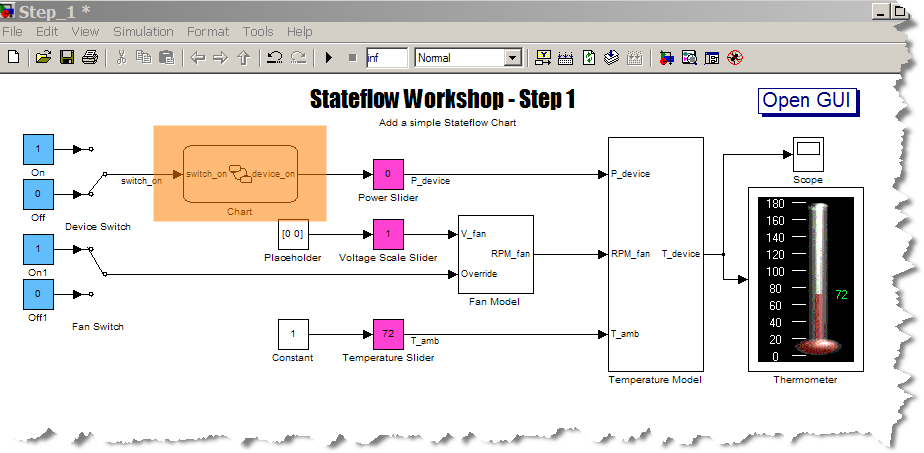 Step_1 *
File Edit View Simulation Format Tools Help
inf Normal
Stateflow Workshop - Step 1
Add a simple Stateflow Chart
Open GUI
1
On
0
Off
switch_on
Device Switch
switch_on device_on
Chart
0
P_device
Power Slider
P_device
RPM_fan
T_device
T_amb
Temperature Model
Scope
1
On1
0
Off1
Fan Switch
[0 0]
Placeholder
1
Voltage Scale Slider
V_fan
RPM_fan
Override
Fan Model
1
Constant
72
T_amb
Temperature Slider
180
160
140
120
100
80
60
40
20
0
72
Thermometer